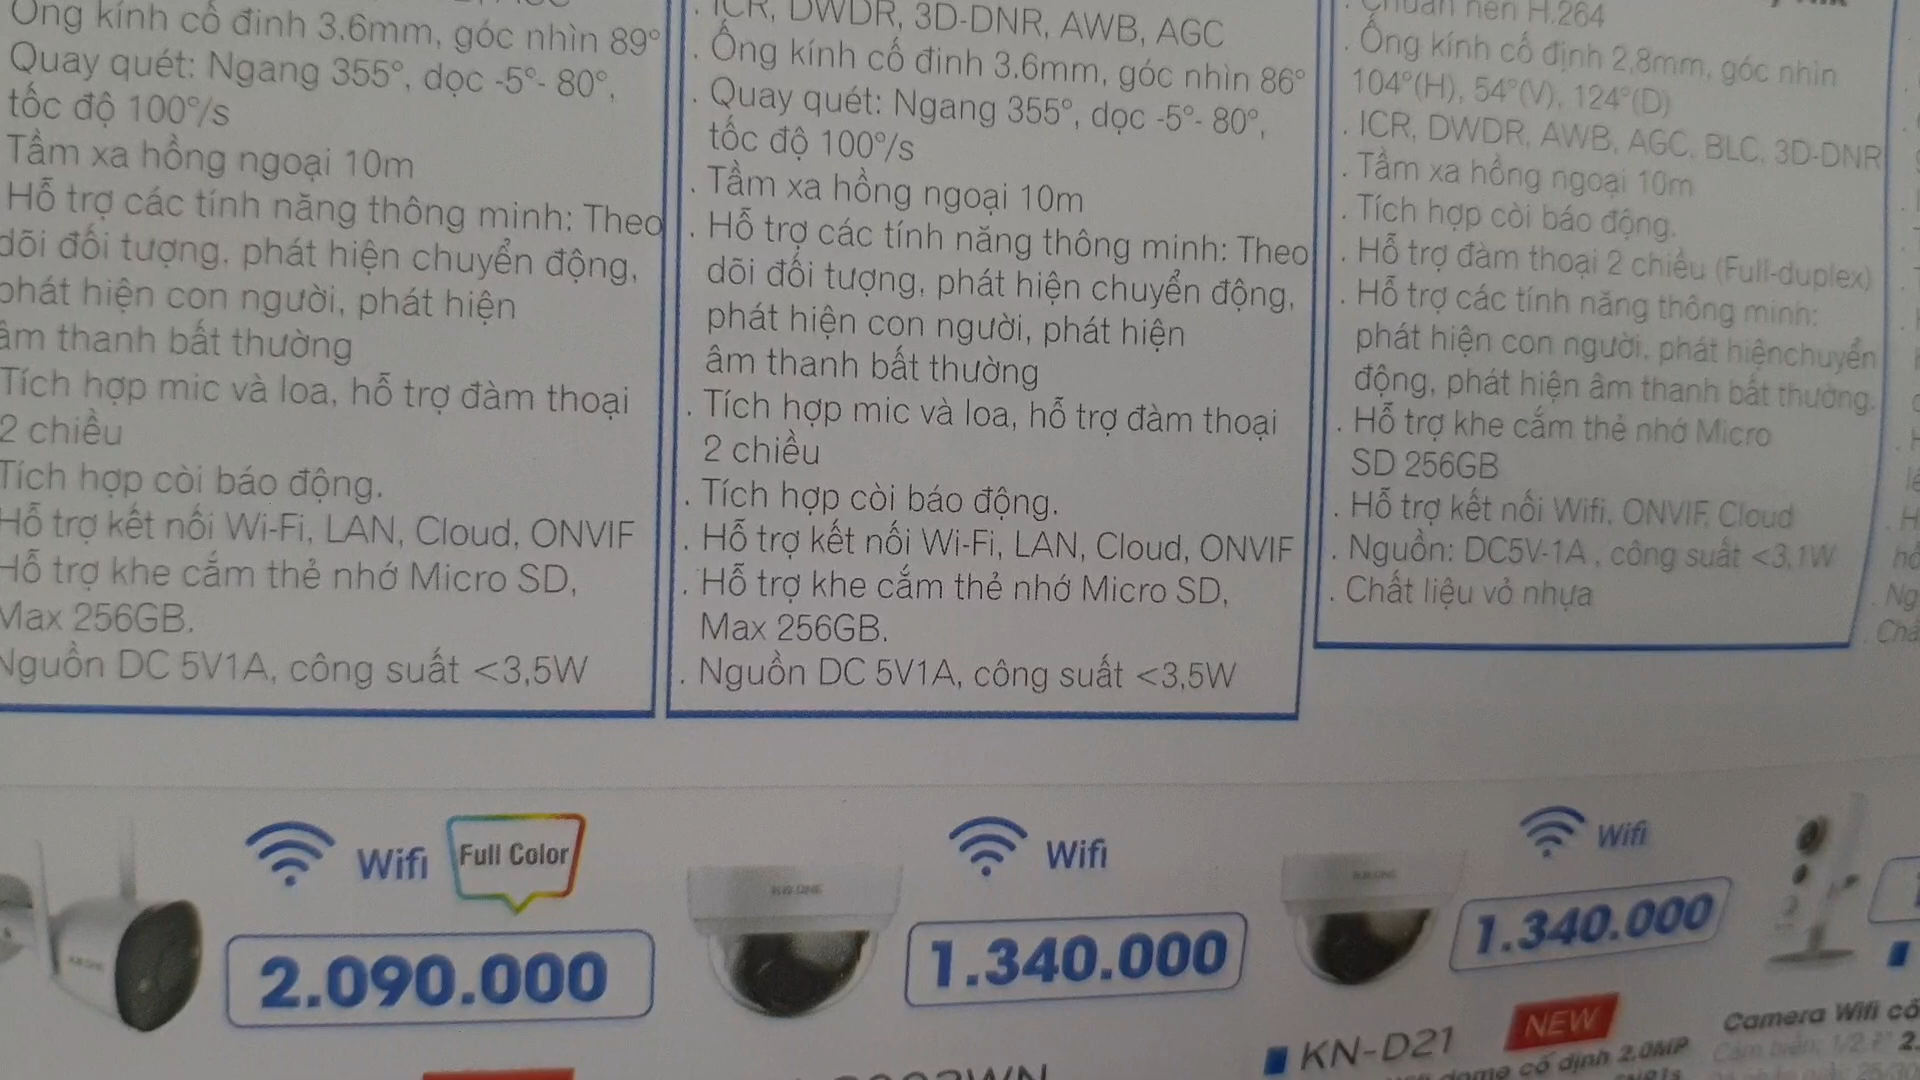 Ống kính cố đinh 3.6mm, góc nhìn 89°
Quay quét: Ngang 355°, dọc -5°- 80°,
tốc độ 100°/s
Tầm xa hồng ngoại 10m
Hỗ trợ các tính năng thông minh: Theo
dõi đối tượng, phát hiện chuyển động,
phát hiện con người, phát hiện
âm thanh bất thường
Tích hợp mic và loa, hỗ trợ đàm thoại
2 chiều
Tích hợp còi báo động.
Hỗ trợ kết nối Wi-Fi, LAN, Cloud, ONVIF
Hỗ trợ khe cắm thẻ nhớ Micro SD,
Max 256GB.
Nguồn DC 5V1A, công suất <3,5W
. ICR, DWDR, 3D-DNR, AWB, AGC
. Ống kính cố đinh 3.6mm, góc nhìn 86°
. Quay quét: Ngang 355°, dọc -5°- 80°,
tốc độ 100°/s
. Tầm xa hồng ngoại 10m
. Hỗ trợ các tính năng thông minh: Theo
dõi đối tượng, phát hiện chuyển động,
phát hiện con người, phát hiện
âm thanh bất thường
. Tích hợp mic và loa, hỗ trợ đàm thoại
2 chiều
. Tích hợp còi báo động.
. Hỗ trợ kết nối Wi-Fi, LAN, Cloud, ONVIF
. Hỗ trợ khe cắm thẻ nhớ Micro SD,
Max 256GB.
. Nguồn DC 5V1A, công suất <3,5W
. Chuẩn nén H.264
. Ống kính cố định 2,8mm, góc nhìn
104°(H), 54°(V), 124°(D)
. ICR, DWDR, AWB, AGC, BLC, 3D-DNR
. Tầm xa hồng ngoại 10m
. Tích hợp còi báo động.
. Hỗ trợ đàm thoại 2 chiều (Full-duplex)
. Hỗ trợ các tính năng thông minh:
phát hiện con người, phát hiệnchuyển
động, phát hiện âm thanh bất thường.
. Hỗ trợ khe cắm thẻ nhớ Micro
SD 256GB
. Hỗ trợ kết nối Wifi, ONVIF, Cloud
. Nguồn: DC5V-1A , công suất <3,1W
. Chất liệu vỏ nhựa
Wifi
Full Color
2.090.000
Wifi
1.340.000
Wifi
1.340.000
KN-D21
NEW
dome cố định 2.0MP
Camera Wifi cố